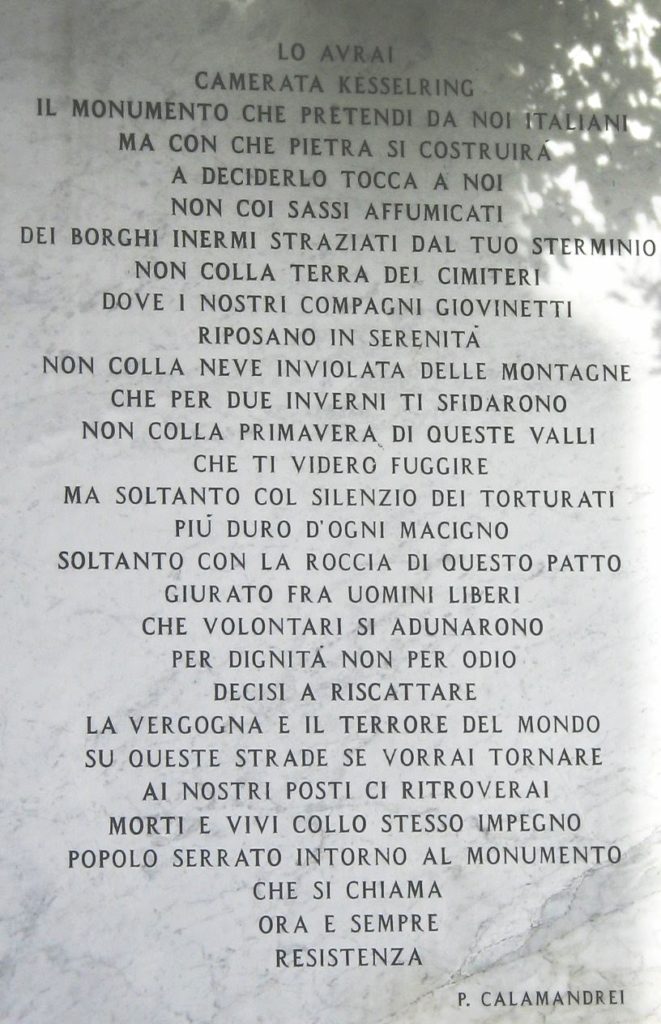 LO AVRAI
CAMERATA KESSELRING
IL MONUMENTO CHE PRETENDI DA NOI ITALIANI
MA CON CHE PIETRA SI COSTRUIRÁ
A DECIDERLO TOCCA A NOI
NON COI SASSI AFFUMICATI
DEI BORGHI INERMI STRAZIATI DAL TUO STERMINIO
NON COLLA TERRA DEI CIMITERI
DOVE I NOSTRI COMPAGNI GIOVINETTI
RIPOSANO IN SERENITÁ
NON COLLA NEVE INVIOLATA DELLE MONTAGNE
CHE PER DUE INVERNI TI SFIDARONO
NON COLLA PRIMAVERA DI QUESTE VALLI
CHE TI VIDERO FUGGIRE
MA SOLTANTO COL SILENZIO DEI TORTURATI
PIÚ DURO D'OGNI MACIGNO
SOLTANTO CON LA ROCCIA DI QUESTO PATTO
GIURATO FRA UOMINI LIBERI
CHE VOLONTARI SI ADUNARONO
PER DIGNITÁ NON PER ODIO
DECISI A RISCATTARE
LA VERGOGNA E IL TERRORE DEL MONDO
SU QUESTE STRADE SE VORRAI TORNARE
AI NOSTRI POSTI CI RITROVERAI
MORTI E VIVI COLLO STESSO IMPEGNO
POPOLO SERRATO INTORNO AL MONUMENTO
CHE SI CHIAMA
ORA E SEMPRE
RESISTENZA
P. CALAMANDREI